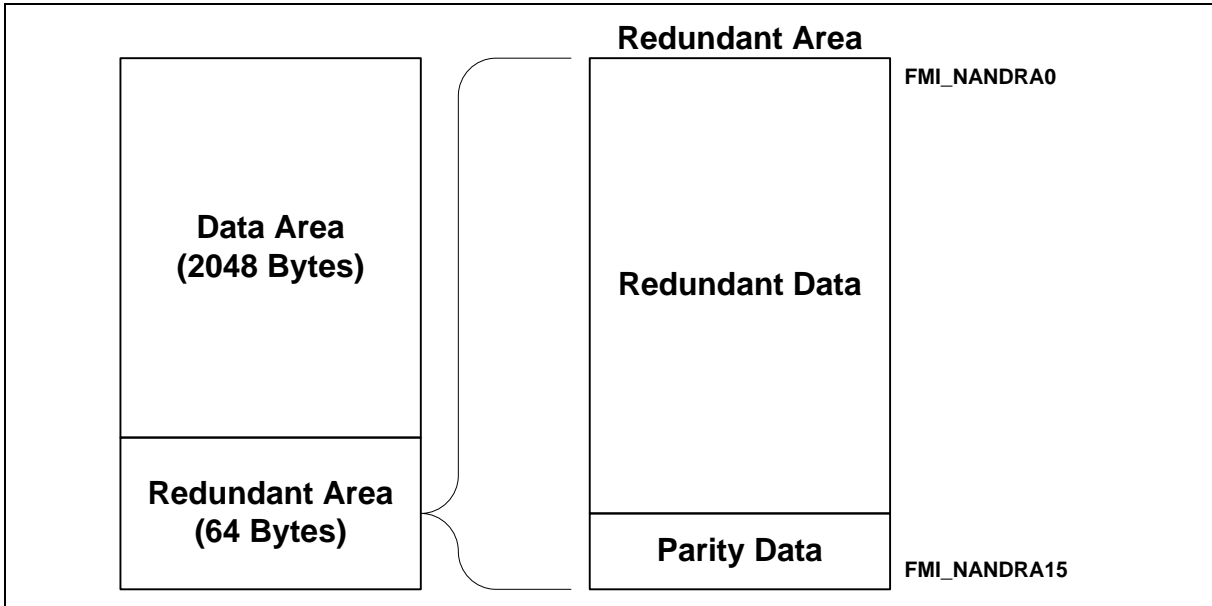 Data Area
(2048 Bytes)
Redundant Area
(64 Bytes)
Redundant Area
FMI_NANDRA0
Redundant Data
Parity Data
FMI_NANDRA15